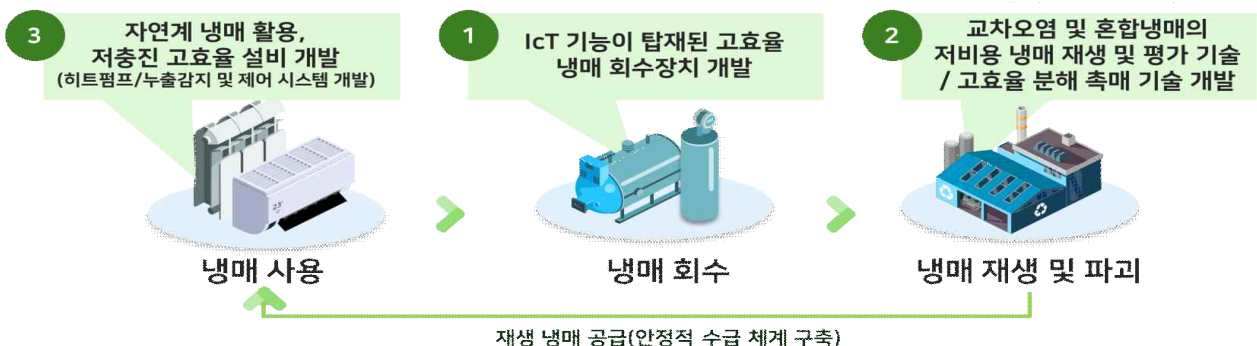 3
자연계 냉매 활용,
저충진 고효율 설비 개발
(히트펌프/누출감지 및 제어 시스템 개발)
1
IcT 기능이 탑재된 고효율
냉매 회수장치 개발
2
교차오염 및 혼합냉매의
저비용 냉매 재생 및 평가 기술
/ 고효율 분해 촉매 기술 개발
23°
냉매 사용
냉매 회수
냉매 재생 및 파괴
재생 냉매 공급(안정적 수급 체계 구축)